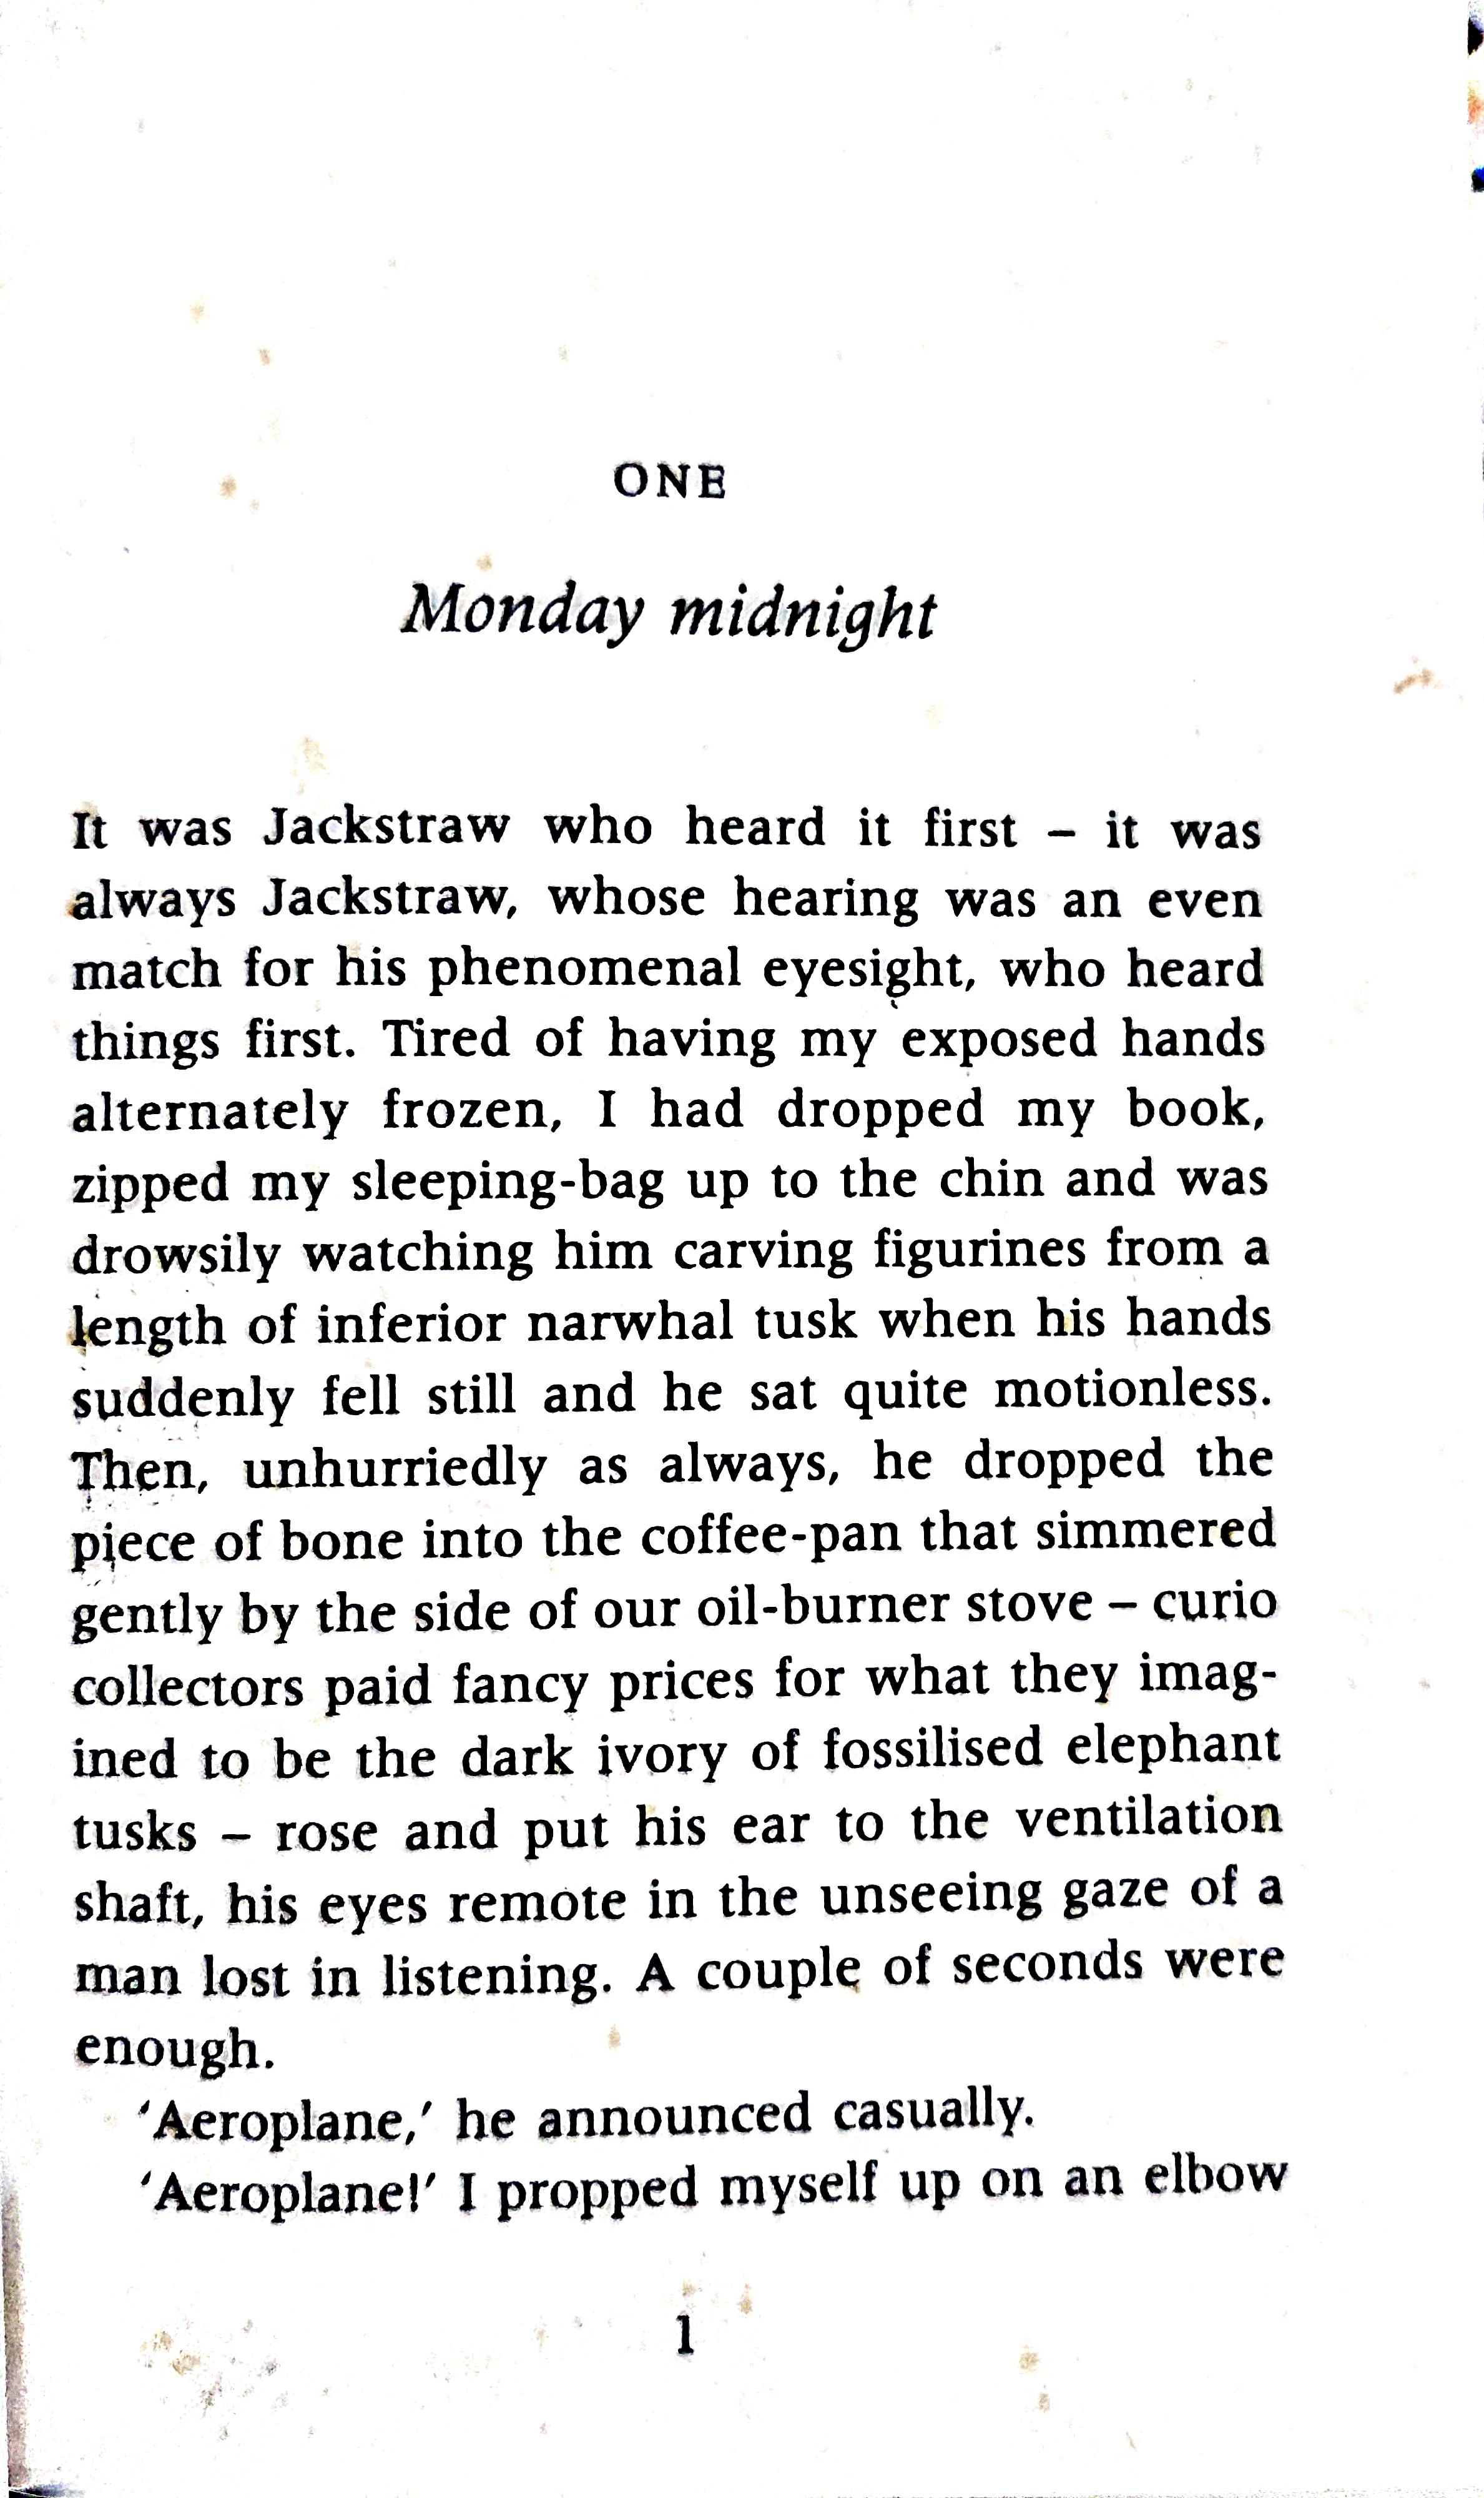 ONE
Monday midnight
It was Jackstraw who heard it first – it was
always Jackstraw, whose hearing was an even
match for his phenomenal eyesight, who heard
things first. Tired of having my exposed hands
alternately frozen, I had dropped my book,
zipped my sleeping-bag up to the chin and was
drowsily watching him carving figurines from a
length of inferior narwhal tusk when his hands
suddenly fell still and he sat quite motionless.
Then, unhurriedly as always, he dropped the
piece of bone into the coffee-pan that simmered
gently by the side of our oil-burner stove – curio
collectors paid fancy prices for what they imag-
ined to be the dark ivory of fossilised elephant
tusks – rose and put his ear to the ventilation
shaft, his eyes remote in the unseeing gaze of a
man lost in listening. A couple of seconds were
enough.
‘Aeroplane,’ he announced casually.
‘Aeroplane!’ I propped myself up on an elbow
1